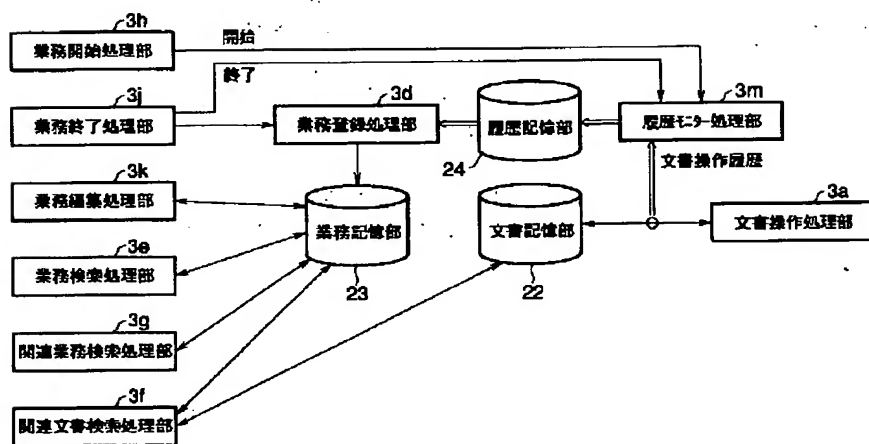 3h
業務開始処理部
開始
3j
終了
業務終了処理部
3d
業務登録処理部
履歴記憶部
24
3m
履歴モニター処理部
文書操作履歴
3k
業務編集処理部
業務記憶部
23
文書記憶部
22
3a
文書操作処理部
3e
業務検索処理部
3g
関連業務検索処理部
3f
関連文書検索処理部